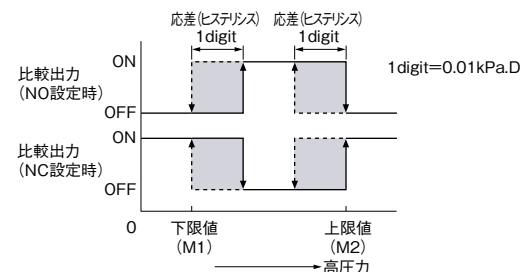 応差(ヒステリシス)
1digit
応差(ヒステリシス)
1digit
1digit=0.01kPa.D
ON
比較出力
(NO設定時)
OFF
ON
比較出力
(NC設定時)
OFF
0
下限値
(M1)
上限値
(M2)
高圧力